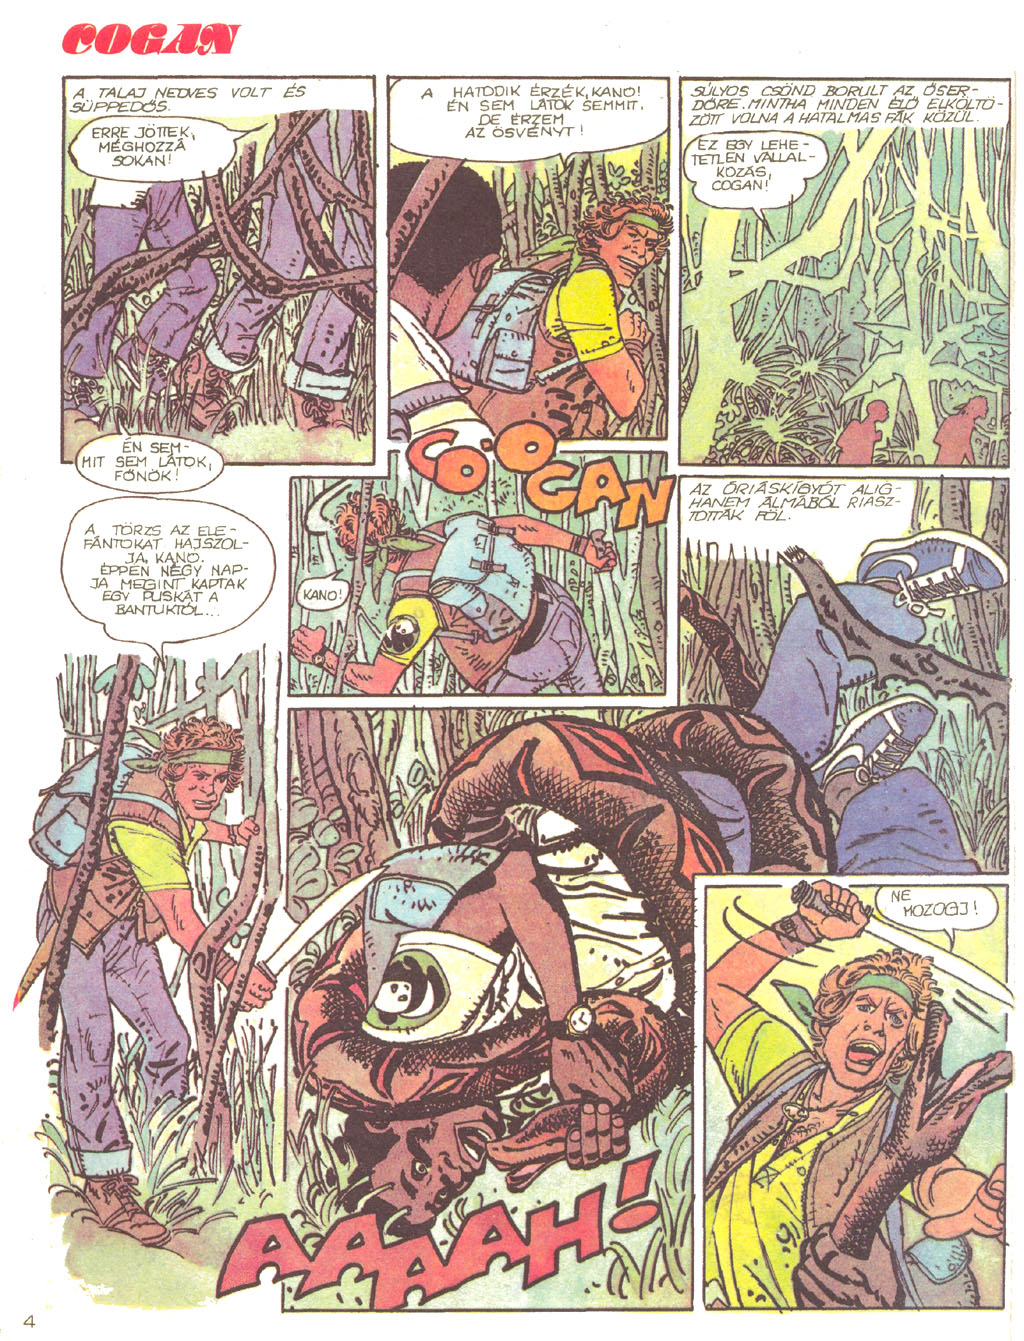 COGAN
A TALAJ NEDVES VOLT ÉS
SÜPPEDŐS.
ERRE JÖTTEK,
MÉGHOZZÁ
SOKAN!
ÉN SEM-
MIT SEM LÁTOK,
FŐNÖK!
A HATODIK ÉRZÉK, KANO!
ÉN SEM LÁTOK SEMMIT.
DE ÉRZEM
AZ ÖSVÉNYT!
SÚLYOS CSÖND BORULT AZ ŐSER-
DŐRE. MINTHA MINDEN ÉLŐ ELKÖLTÖ-
ZÖTT VOLNA A HATALMAS FÁK KÖZÜL.
EZ EGY LEHE-
TETLEN VÁLLAL-
KOZÁS,
COGAN!
A TÖRZS AZ ELE-
FÁNTOKAT HAJSZOL-
JA, KANO.
ÉPPEN NÉGY NAP-
JA MEGINT KAPTAK
EGY PUSKÁT A
BANTUKTÓL...
CO-O
GAN
KANO!
AZ ÓRIÁSKÍGYÓT ALIG-
HANEM ÁLMÁBÓL RIASZ-
TOTTÁK FÖL.
AAAAH!
NE
MOZOGJ!
4